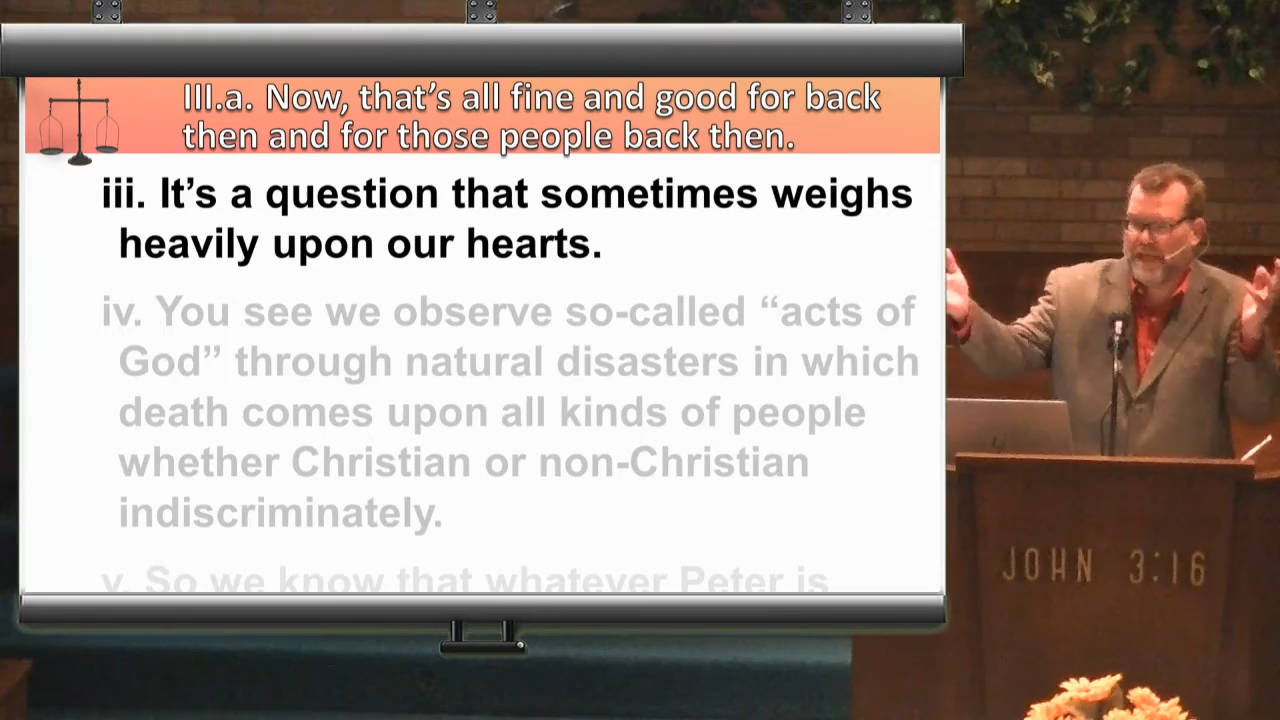 III.a. Now, that’s all fine and good for back
then and for those people back then.
iii. It’s a question that sometimes weighs
heavily upon our hearts.
iv. You see we observe so-called “acts of
God” through natural disasters in which
death comes upon all kinds of people
whether Christian or non-Christian
indiscriminately.
v. So we know that whatever Peter is
JOHN 3:16